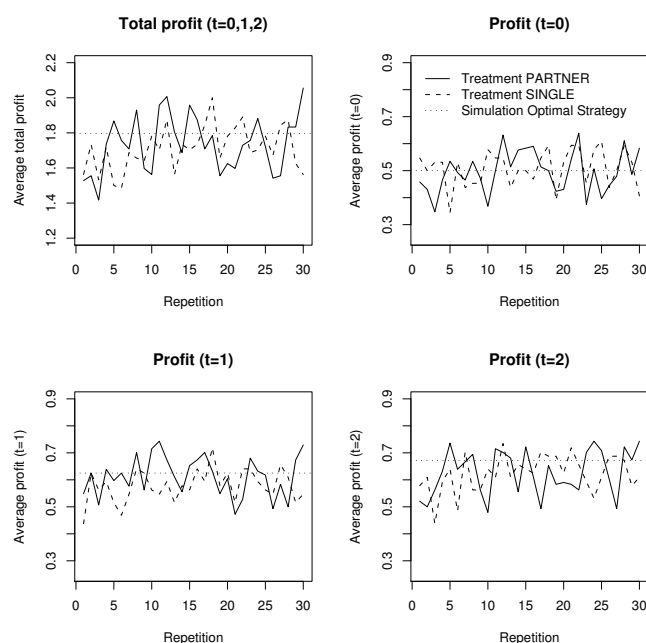 Total profit (t=0,1,2)
Average total profit
2.2
2.0
1.8
1.6
1.4
1.2
0 5 10 15 20 25 30
Repetition
Profit (t=0)
Average profit (t=0)
0.9
0.7
0.5
0.3
Treatment PARTNER
Treatment SINGLE
Simulation Optimal Strategy
0 5 10 15 20 25 30
Repetition
Profit (t=1)
Average profit (t=1)
0.9
0.7
0.5
0.3
0 5 10 15 20 25 30
Repetition
Profit (t=2)
Average profit (t=2)
0.9
0.7
0.5
0.3
0 5 10 15 20 25 30
Repetition